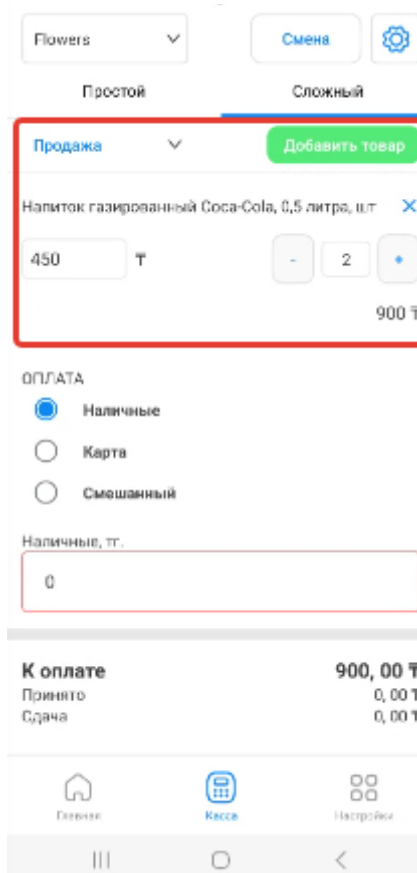 Flowers
Смена
Простой
Сложный
Продажа
Добавить товар
Напиток газированный Coca-Cola, 0,5 литра, шт
450 ₸
- 2 +
900 ₸
ОПЛАТА
Наличные
Карта
Смешанный
Наличные, тг.
0
К оплате 900, 00 ₸
Принято 0, 00 ₸
Сдача 0, 00 ₸
Главная
Касса
Настройки